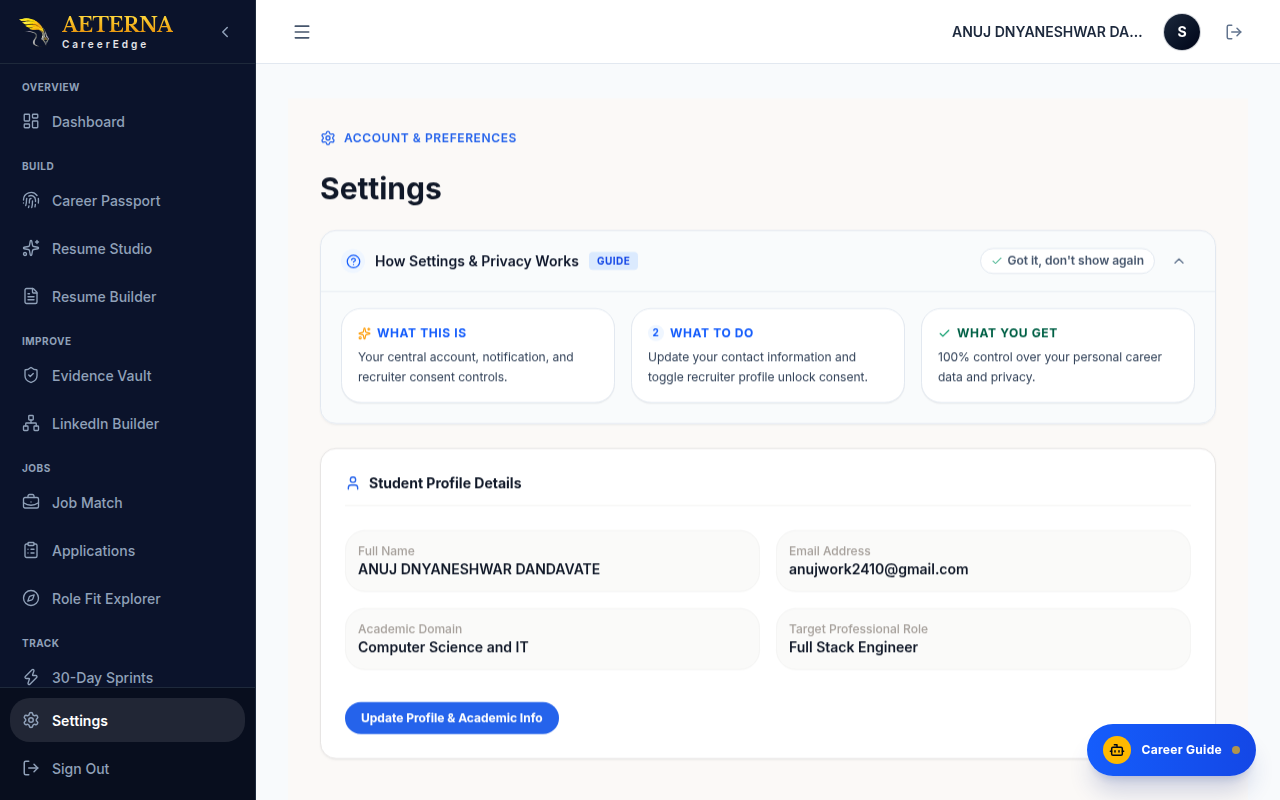 AETERNA
CareerEdge
OVERVIEW
Dashboard
BUILD
Career Passport
Resume Studio
Resume Builder
IMPROVE
Evidence Vault
LinkedIn Builder
JOBS
Job Match
Applications
Role Fit Explorer
TRACK
30-Day Sprints
Settings
Sign Out
ANUJ DNYANESHWAR DA...
S
ACCOUNT & PREFERENCES
Settings
How Settings & Privacy Works
GUIDE
Got it, don't show again
WHAT THIS IS
Your central account, notification, and
recruiter consent controls.
2 WHAT TO DO
Update your contact information and
toggle recruiter profile unlock consent.
WHAT YOU GET
100% control over your personal career
data and privacy.
Student Profile Details
Full Name
ANUJ DNYANESHWAR DANDAVATE
Email Address
anujwork2410@gmail.com
Academic Domain
Computer Science and IT
Target Professional Role
Full Stack Engineer
Update Profile & Academic Info
Career Guide